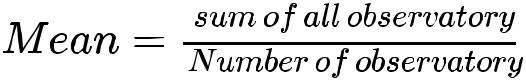 Mean = sum of all observatory / Number of observatory